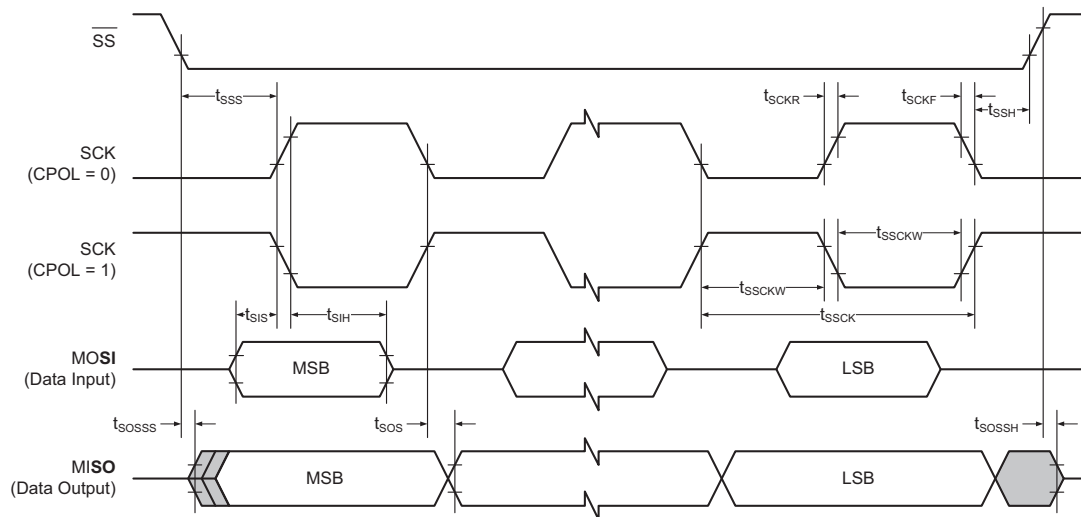 SS
tSSS
tSCKR
tSCKF
tSSH
SCK
(CPOL = 0)
SCK
(CPOL = 1)
tSSCKW
tSSCKW
tSSCK
tSIS
tSIH
MOSI
(Data Input)
MSB
LSB
tSOSSS
tSOS
tSOSSH
MISO
(Data Output)
MSB
LSB